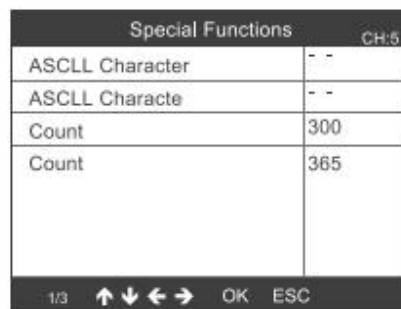 Special Functions CH:5
ASCLL Character - -
ASCLL Characte - -
Count 300
Count 365
1/3 ↑ ↓ ← → OK ESC